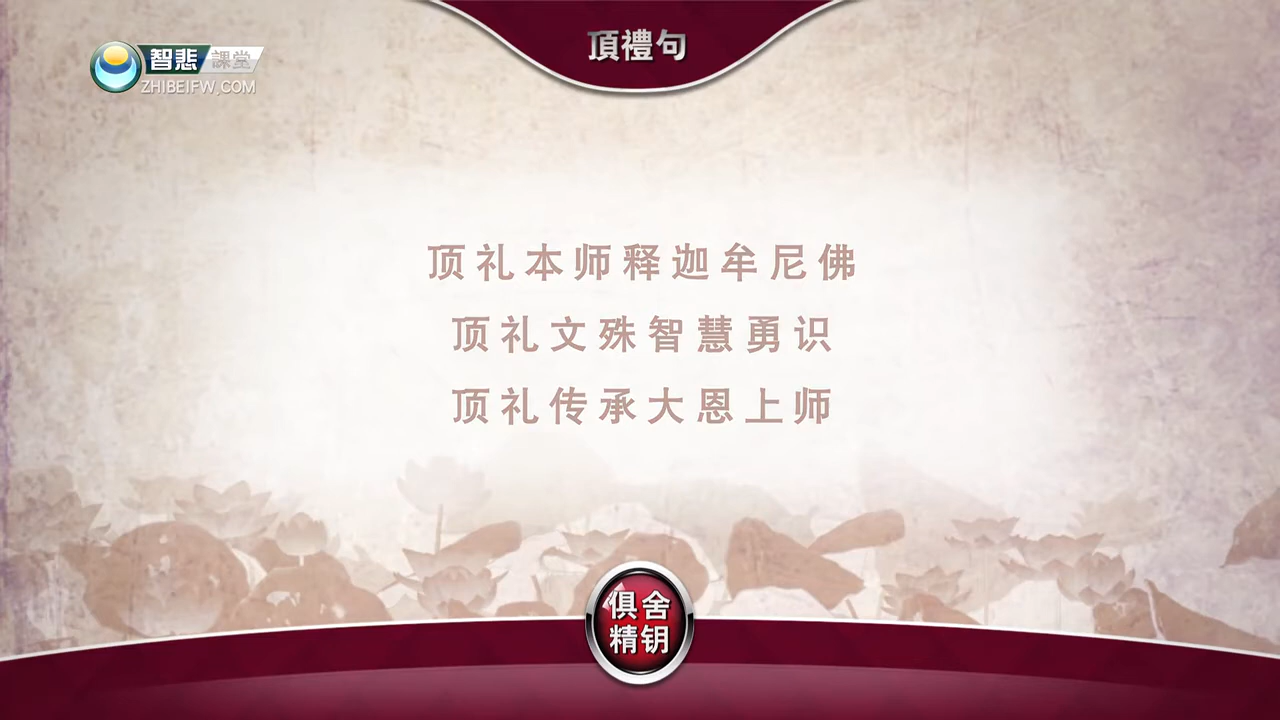 頂禮句
智悲 課堂
ZHIBEIFW.COM
顶礼本师释迦牟尼佛
顶礼文殊智慧勇识
顶礼传承大恩上师
俱舍
精钥